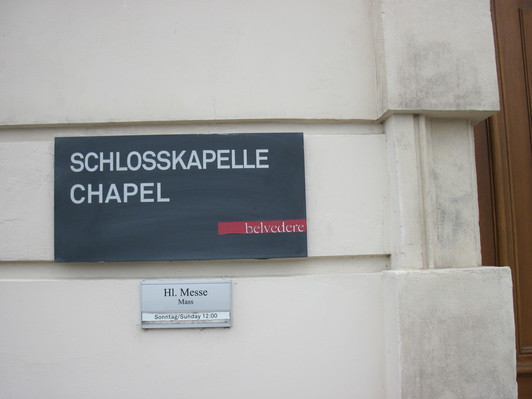 SCHLOSSKAPELLE
CHAPEL
belvedere
Hl. Messe
Mass
Sonntag/Sunday 12:00